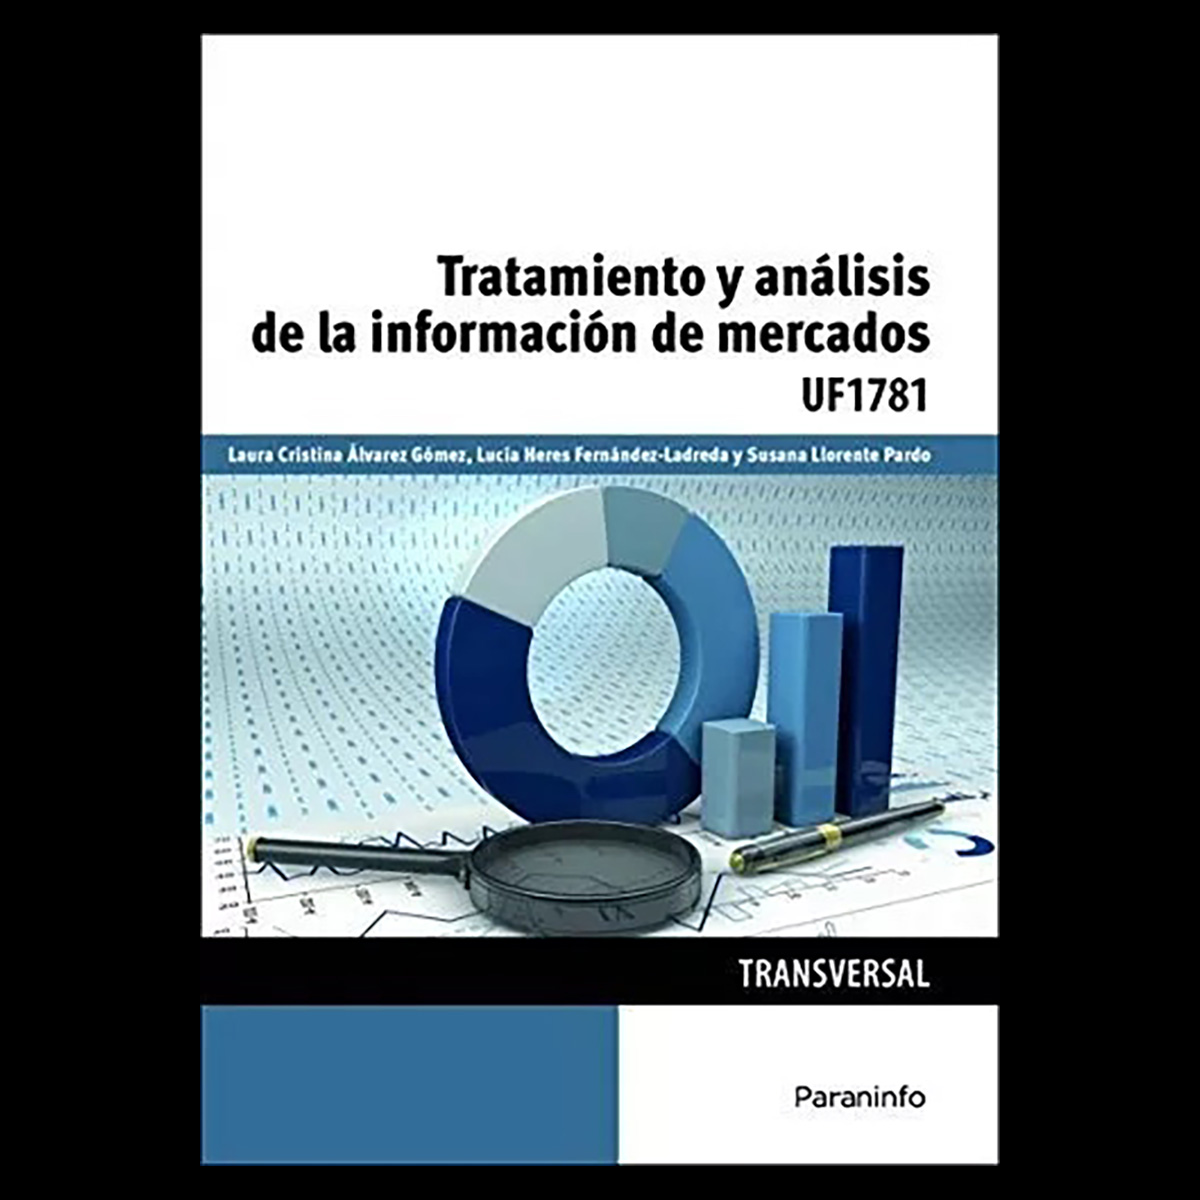 Tratamiento y análisis
de la información de mercados
UF1781
Laura Cristina Álvarez Gómez, Lucía Heres Fernández-Ladreda y Susana Llorente Pardo
TRANSVERSAL
Paraninfo